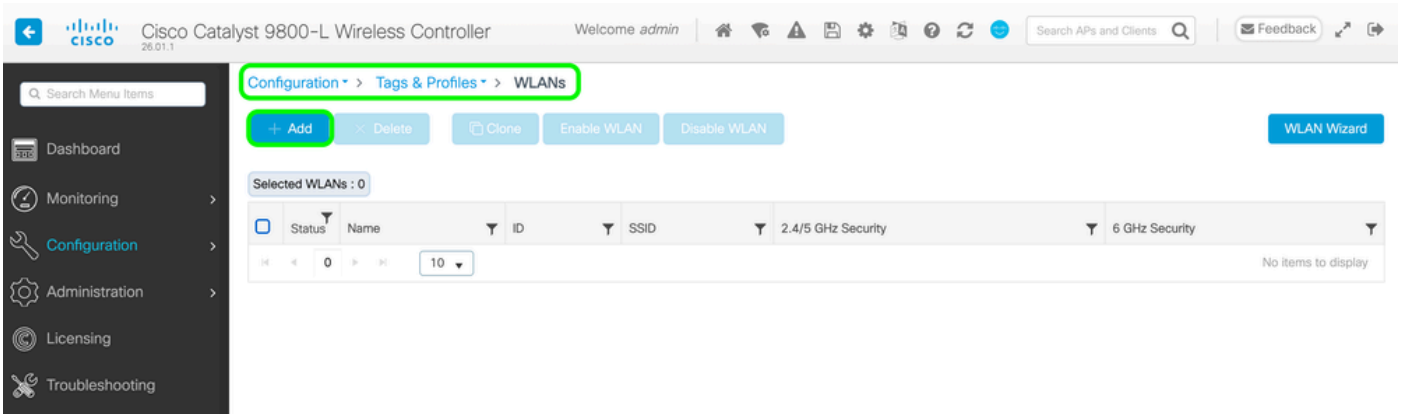 CISCO
Cisco Catalyst 9800-L Wireless Controller
26.01.1
Welcome admin
Search APs and Clients
Feedback
Search Menu Items
Dashboard
Monitoring
Configuration
Administration
Licensing
Troubleshooting
Configuration > Tags & Profiles > WLANs
+ Add × Delete Clone Enable WLAN Disable WLAN WLAN Wizard
Selected WLANs : 0
Status Name ID SSID 2.4/5 GHz Security 6 GHz Security
0 10 No items to display